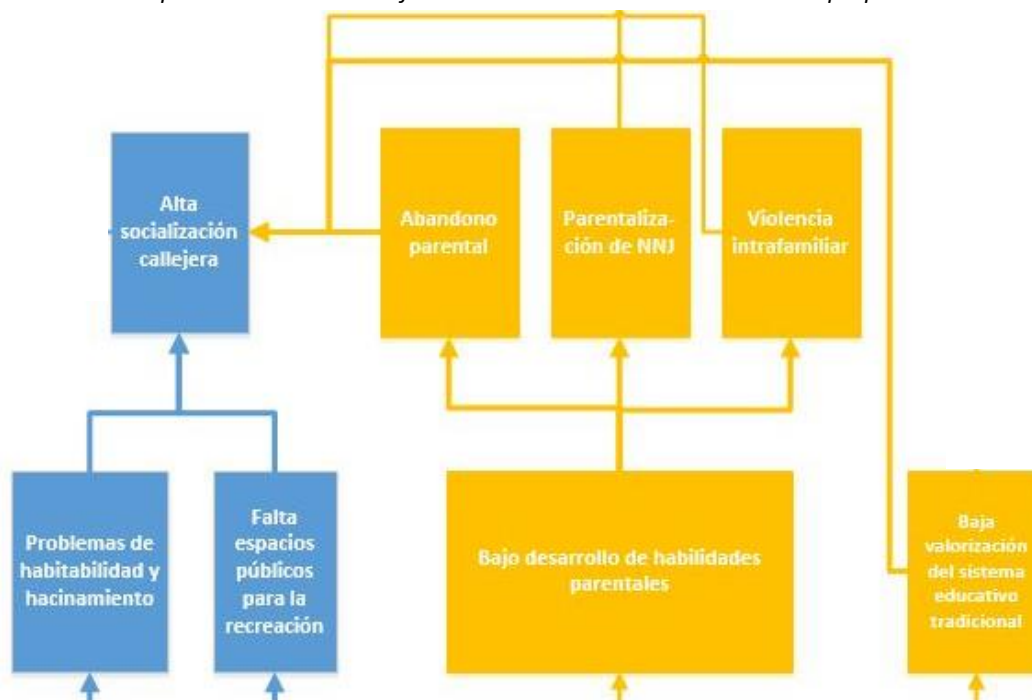 Alta
socialización
callejera
Abandono
parental
Parentaliza-
ción de NNJ
Violencia
intrafamiliar
Problemas de
habitabilidad y
hacinamiento
Falta
espacios
públicos
para la
recreación
Bajo desarrollo de habilidades
parentales
Baja
valorización
del sistema
educativo
tradicional